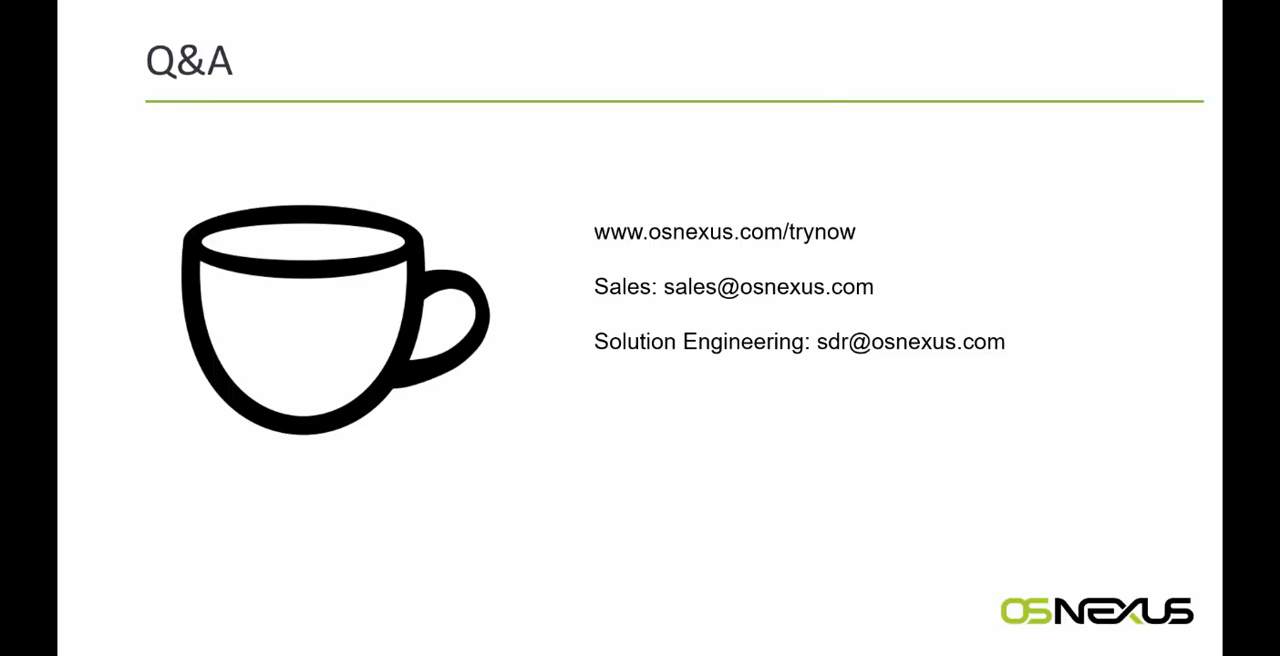 Q&A
www.osnexus.com/trynow
Sales: sales@osnexus.com
Solution Engineering: sdr@osnexus.com
OSNEXUS